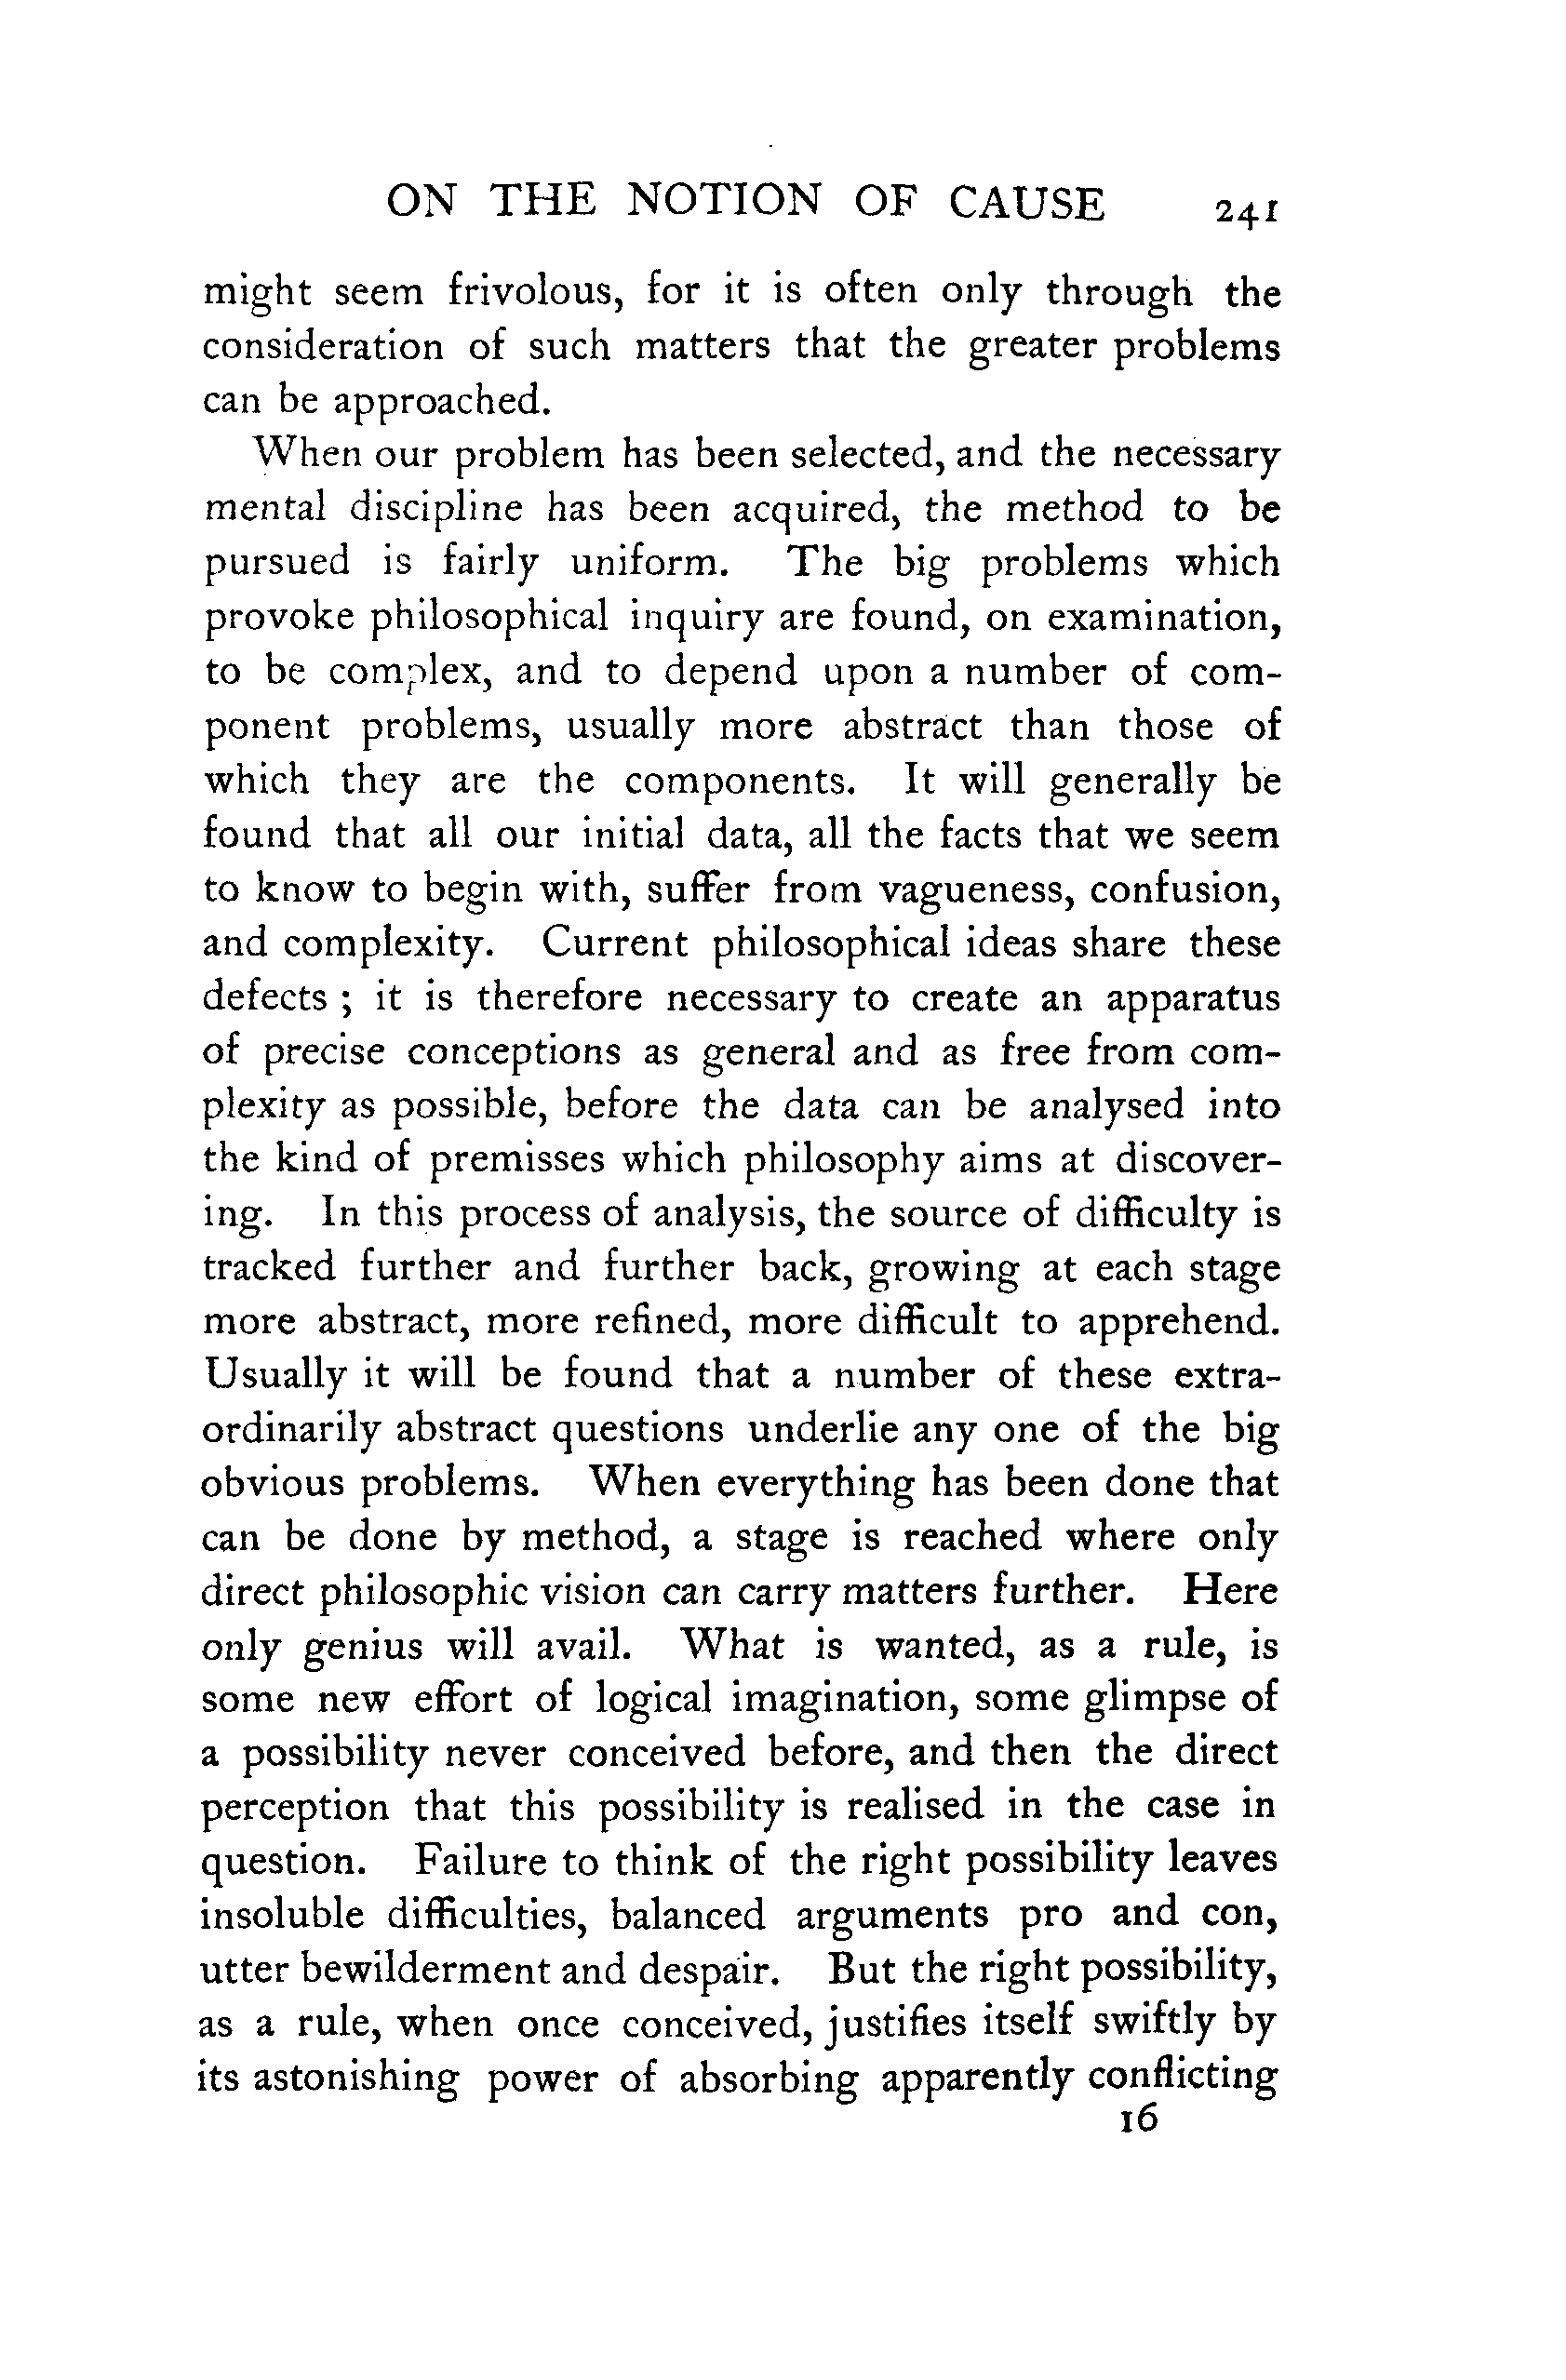 ON THE NOTION OF CAUSE 241
might seem frivolous, for it is often only through the
consideration of such matters that the greater problems
can be approached.
When our problem has been selected, and the necessary
mental discipline has been acquired, the method to be
pursued is fairly uniform. The big problems which
provoke philosophical inquiry are found, on examination,
to be complex, and to depend upon a number of com-
ponent problems, usually more abstract than those of
which they are the components. It will generally be
found that all our initial data, all the facts that we seem
to know to begin with, suffer from vagueness, confusion,
and complexity. Current philosophical ideas share these
defects ; it is therefore necessary to create an apparatus
of precise conceptions as general and as free from com-
plexity as possible, before the data can be analysed into
the kind of premisses which philosophy aims at discover-
ing. In this process of analysis, the source of difficulty is
tracked further and further back, growing at each stage
more abstract, more refined, more difficult to apprehend.
Usually it will be found that a number of these extra-
ordinarily abstract questions underlie any one of the big
obvious problems. When everything has been done that
can be done by method, a stage is reached where only
direct philosophic vision can carry matters further. Here
only genius will avail. What is wanted, as a rule, is
some new effort of logical imagination, some glimpse of
a possibility never conceived before, and then the direct
perception that this possibility is realised in the case in
question. Failure to think of the right possibility leaves
insoluble difficulties, balanced arguments pro and con,
utter bewilderment and despair. But the right possibility,
as a rule, when once conceived, justifies itself swiftly by
its astonishing power of absorbing apparently conflicting
16